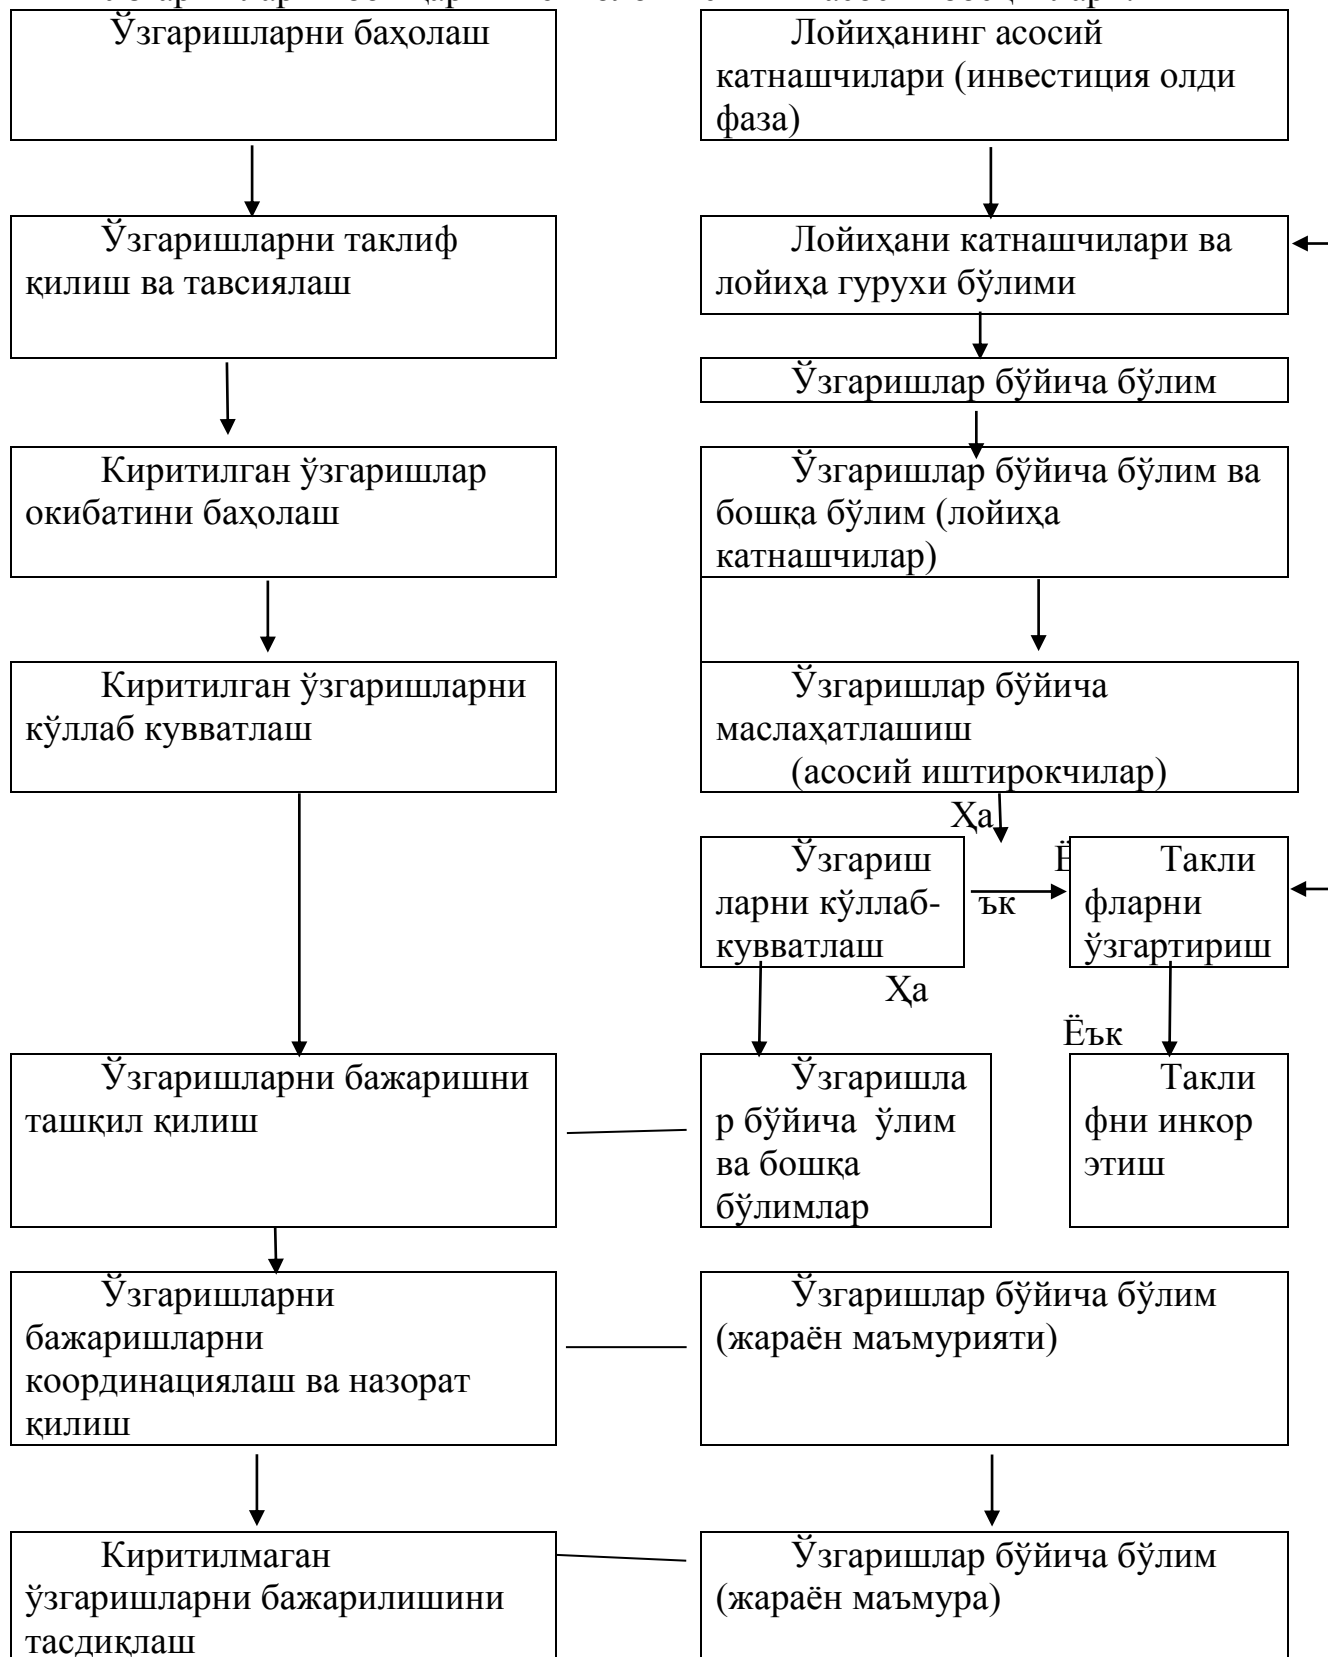 Ўзгаришларни баҳолаш
Лойиҳанинг асосий
катнашчилари (инвестиция олди
фаза)
Ўзгаришларни таклиф
қилиш ва тавсиялаш
Лойиҳани катнашчилари ва
лойиҳа гурухи бўлими
Ўзгаришлар бўйича бўлим
Киритилган ўзгаришлар
окибатини баҳолаш
Ўзгаришлар бўйича бўлим ва
бошқа бўлим (лойиҳа
катнашчилар)
Киритилган ўзгаришларни
кўллаб кувватлаш
Ўзгаришлар бўйича
маслаҳатлашиш
(асосий иштирокчилар)
Ҳа
Ўзгариш
ларни кўллаб-
кувватлаш
Ё
ък
Такли
фларни
ўзгартириш
Ҳа
Ёък
Ўзгаришларни бажаришни
ташқил қилиш
Ўзгаришла
р бўйича ўлим
ва бошқа
бўлимлар
Такли
фни инкор
этиш
Ўзгаришларни
бажаришларни
координациялаш ва назорат
қилиш
Ўзгаришлар бўйича бўлим
(жараён маъмурияти)
Киритилмаган
ўзгаришларни бажарилишини
тасдиқлаш
Ўзгаришлар бўйича бўлим
(жараён маъмура)